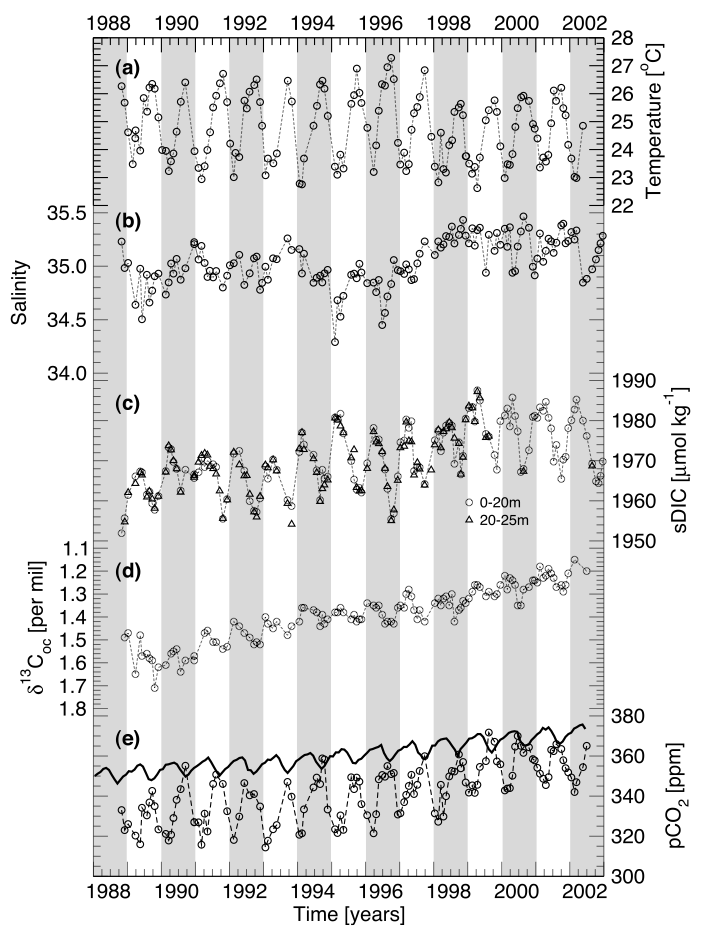 1988 1990 1992 1994 1996 1998 2000 2002
(a)
28
27
26
25
24
23
22
Temperature [°C]
(b)
35.5
35.0
34.5
34.0
Salinity
(c)
1990
1980
1970
1960
1950
sDIC [µmol kg⁻¹]
0-20m
20-25m
(d)
1.1
1.2
1.3
1.4
1.5
1.6
1.7
1.8
δ¹³Coc [per mil]
(e)
380
360
340
320
300
pCO₂ [ppm]
1988 1990 1992 1994 1996 1998 2000 2002
Time [years]